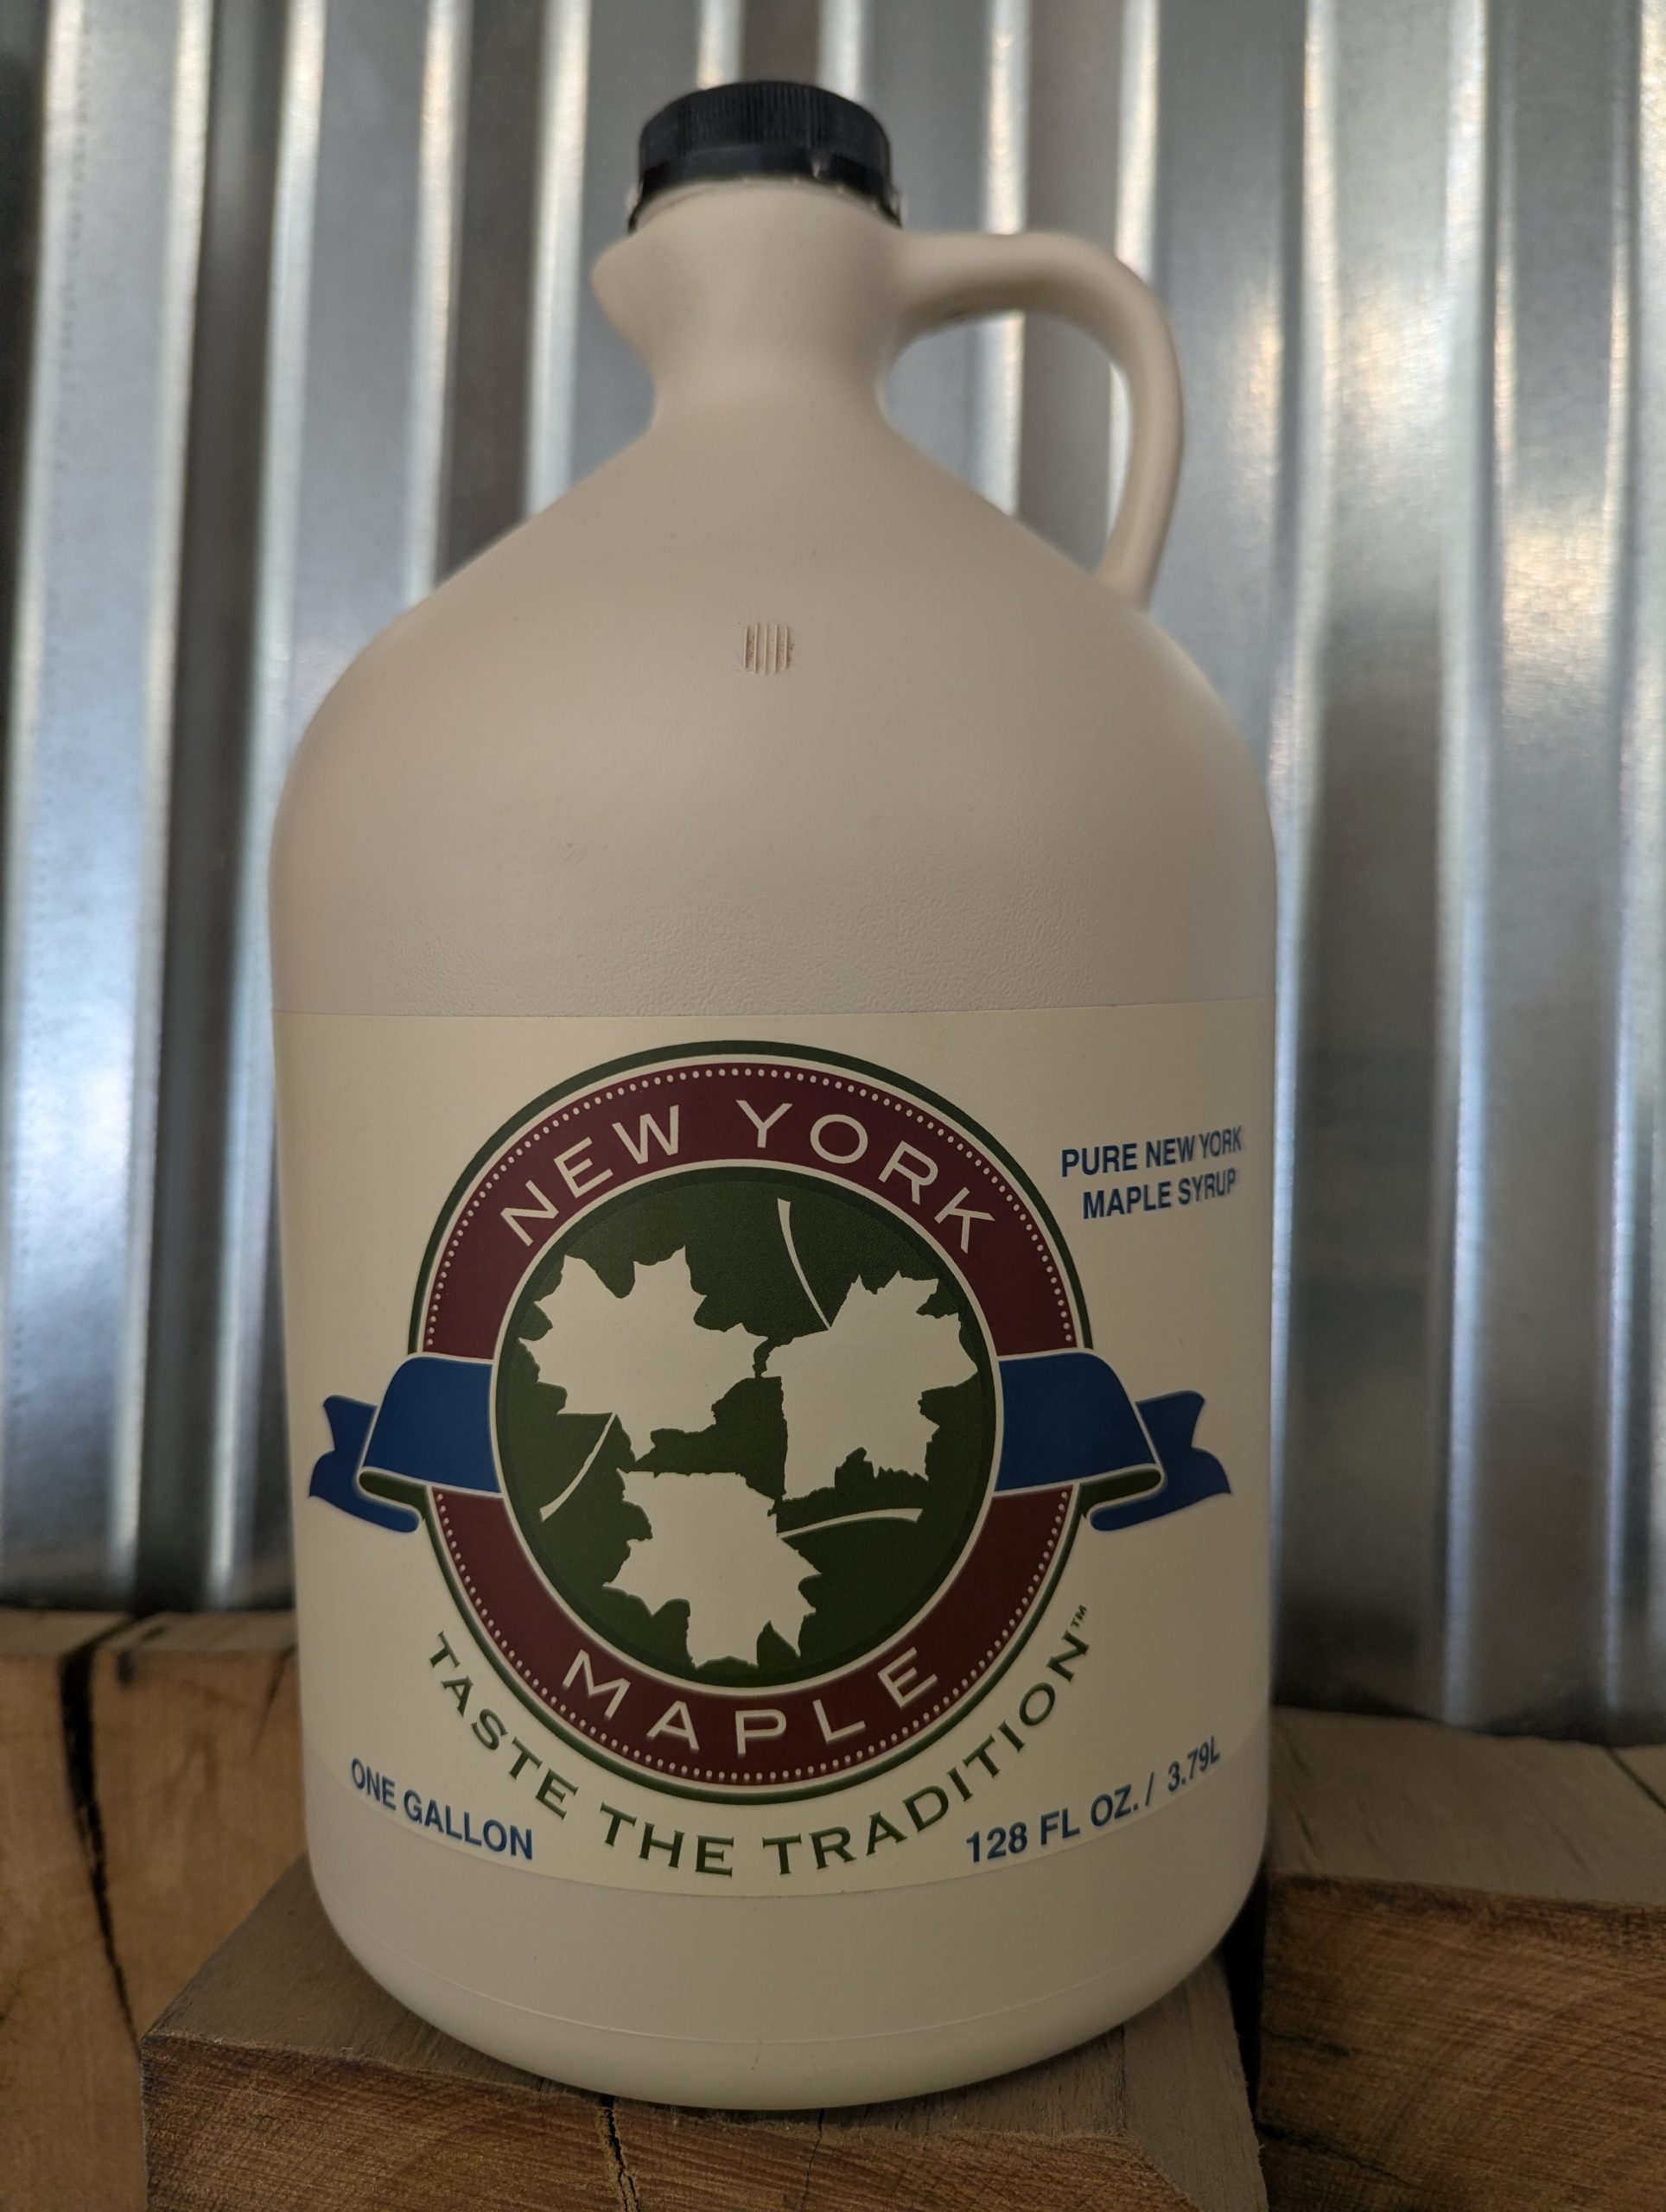 NEW YORK
PURE NEW YORK
MAPLE SYRUP
MAPLE
TASTE THE TRADITION™
ONE GALLON
128 FL OZ. / 3.79L